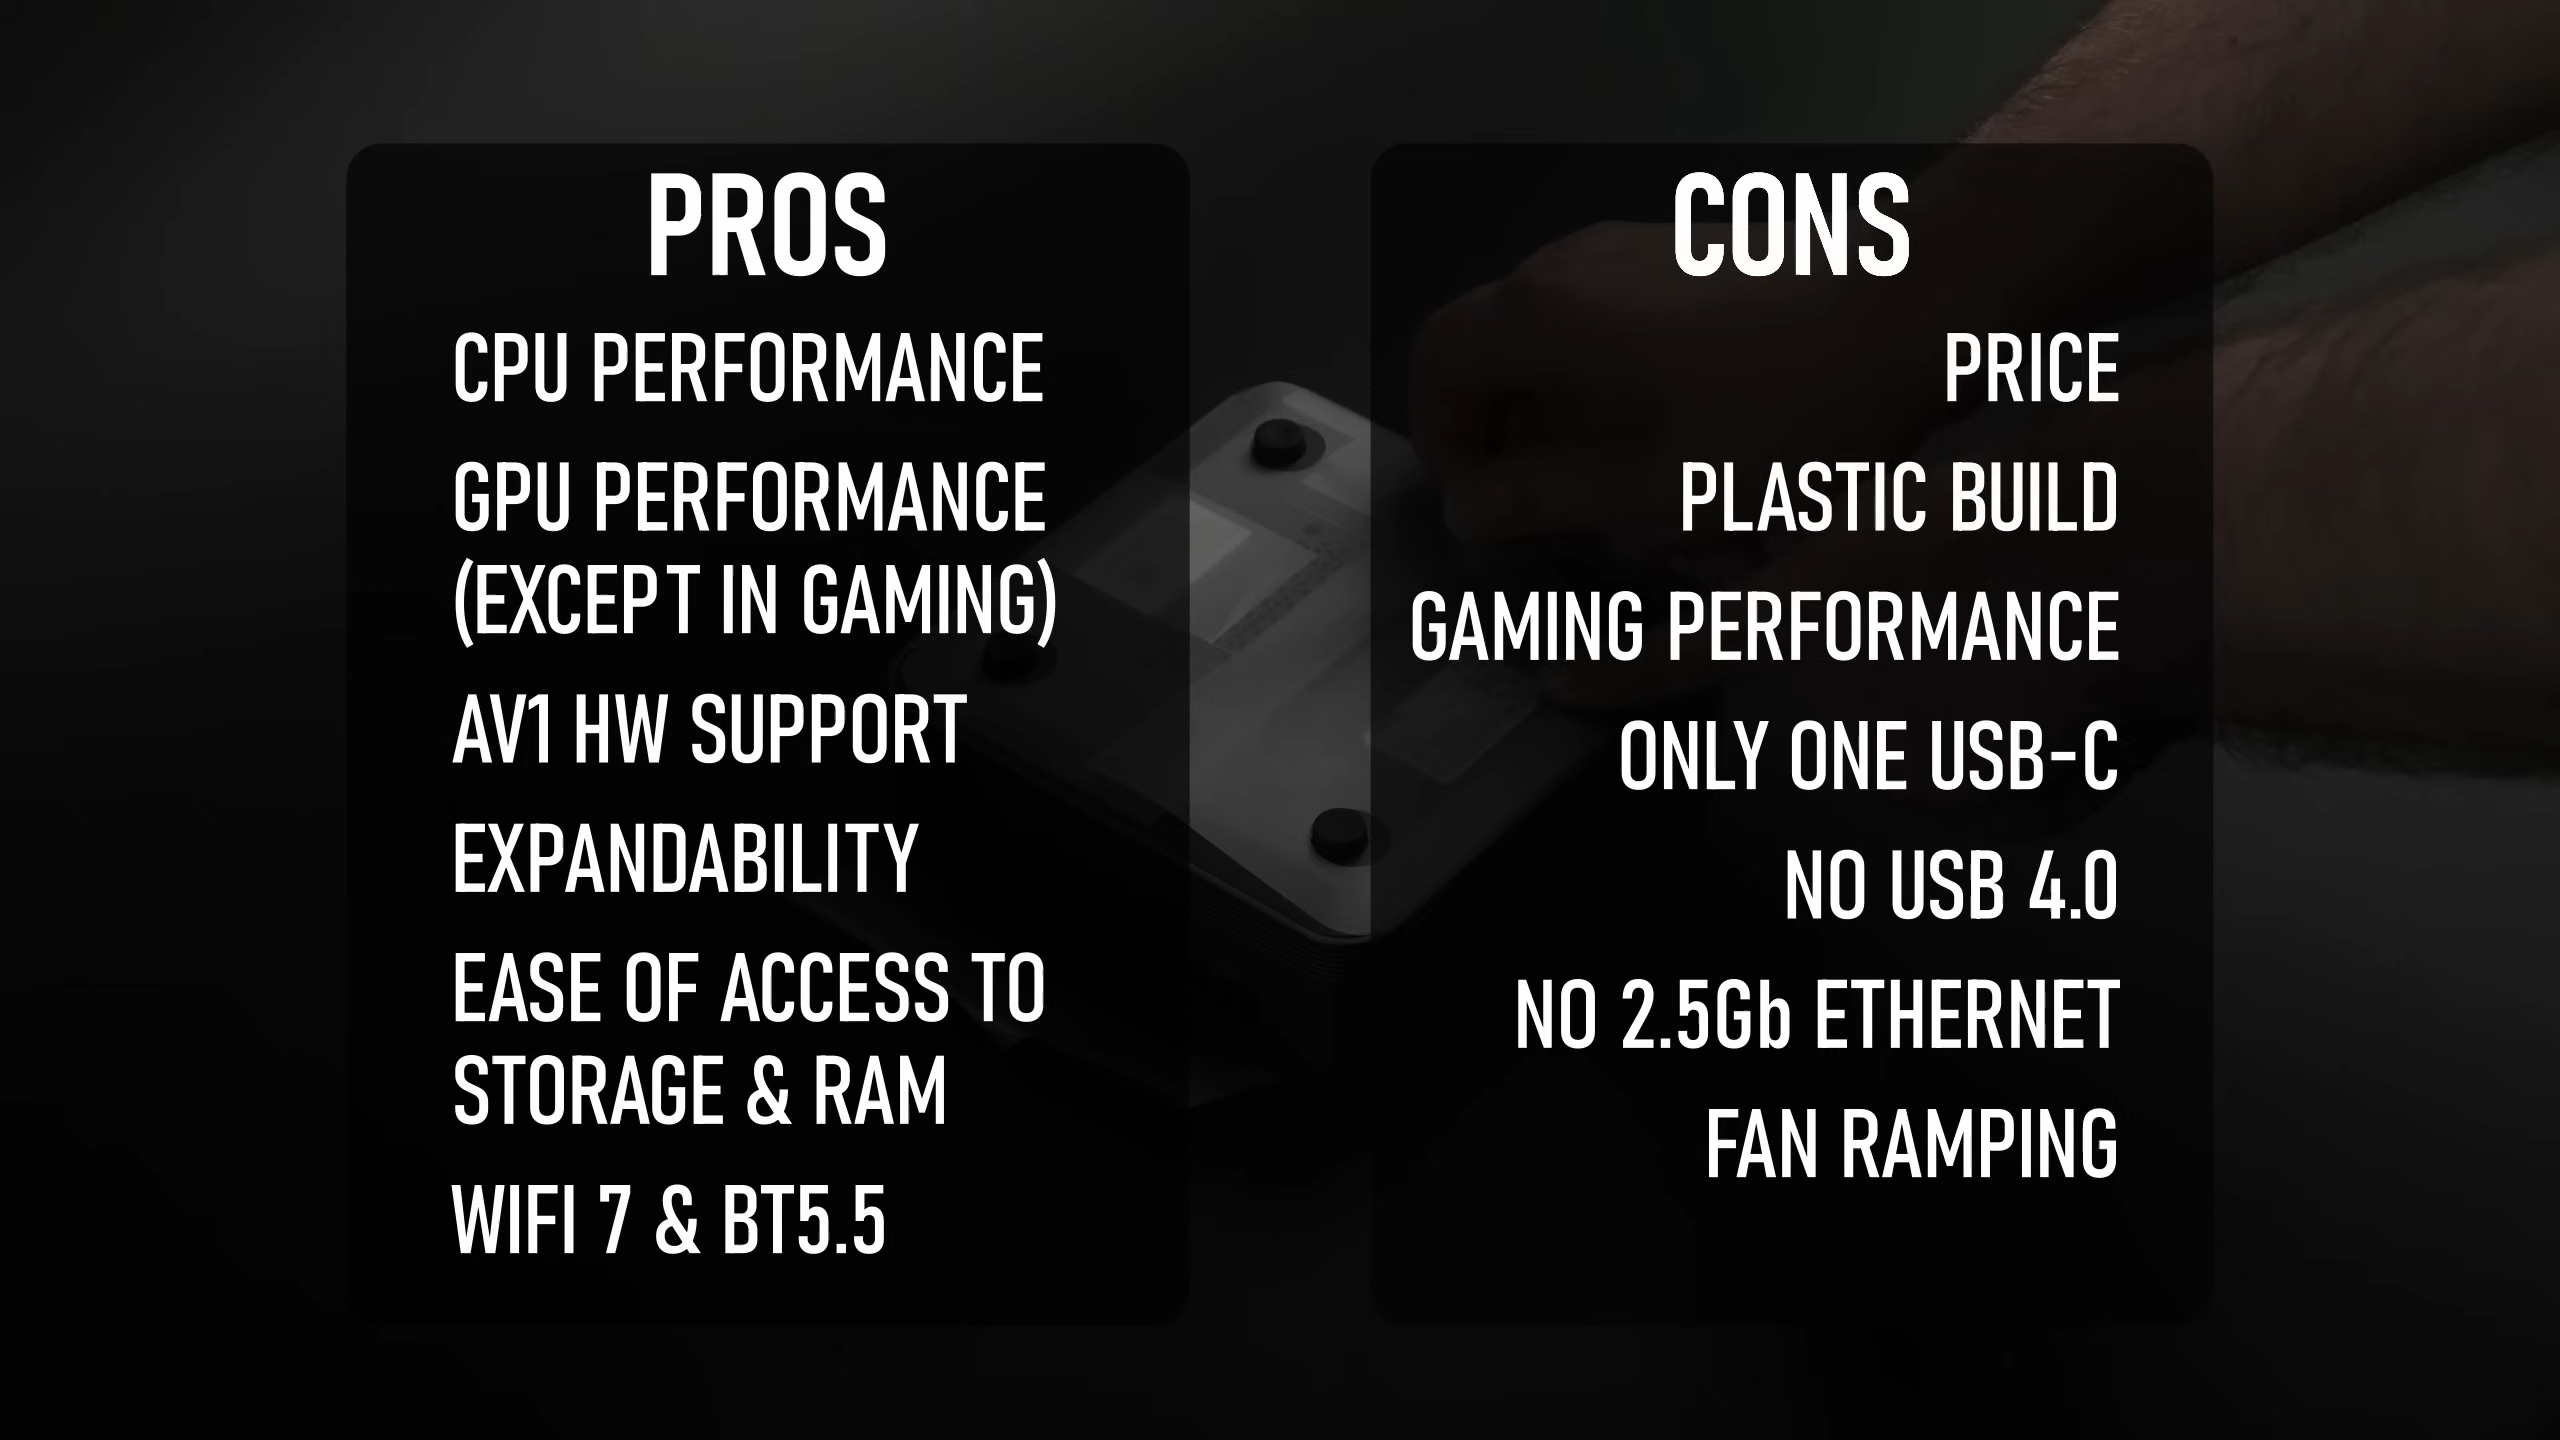 PROS
CPU PERFORMANCE
GPU PERFORMANCE
(EXCEPT IN GAMING)
AV1 HW SUPPORT
EXPANDABILITY
EASE OF ACCESS TO
STORAGE & RAM
WIFI 7 & BT5.5
CONS
PRICE
PLASTIC BUILD
GAMING PERFORMANCE
ONLY ONE USB-C
NO USB 4.0
NO 2.5Gb ETHERNET
FAN RAMPING